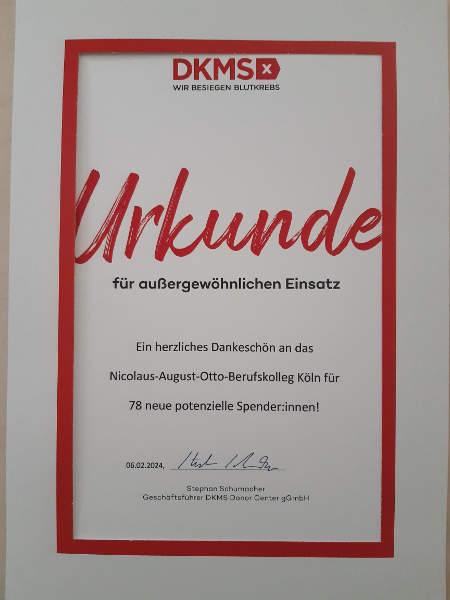 DKMS x
WIR BESIEGEN BLUTKREBS
Urkunde
für außergewöhnlichen Einsatz
Ein herzliches Dankeschön an das
Nicolaus-August-Otto-Berufskolleg Köln für
78 neue potenzielle Spender:innen!
06.02.2024,
Stephan Schumacher
Geschäftsführer DKMS Donor Center gGmbH